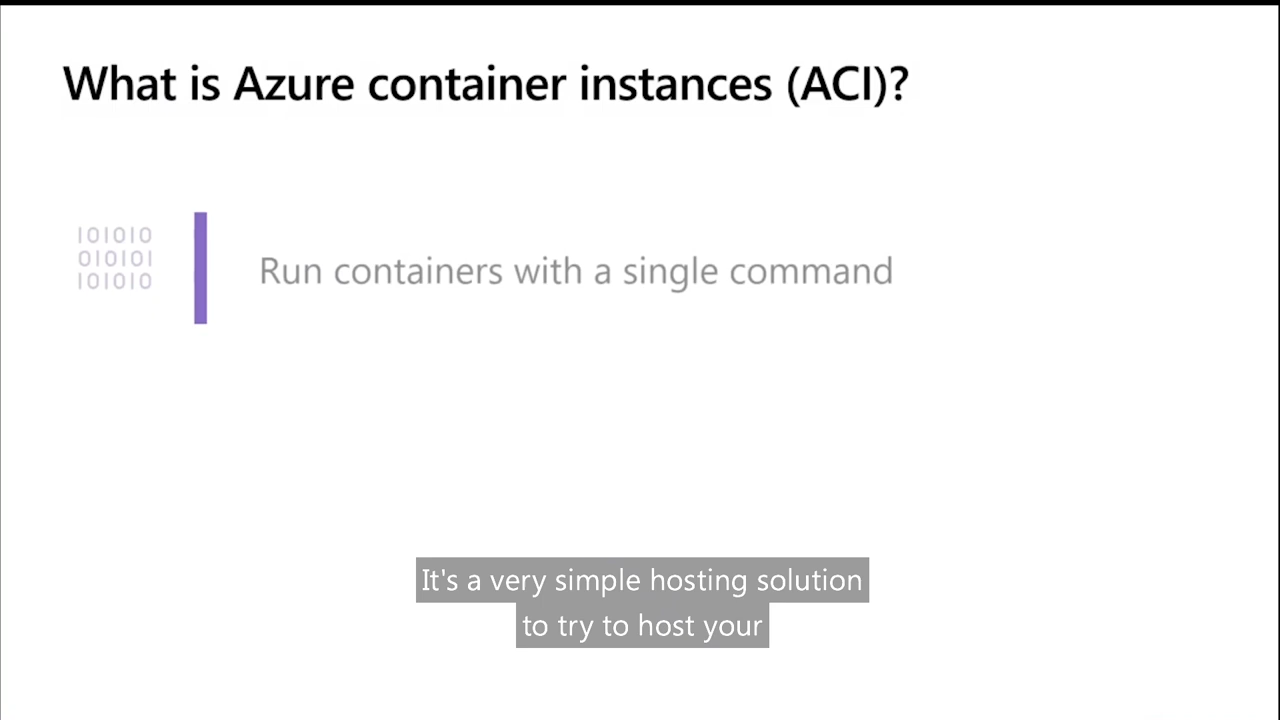 What is Azure container instances (ACI)?
101010
010101
101010
Run containers with a single command
It's a very simple hosting solution
to try to host your